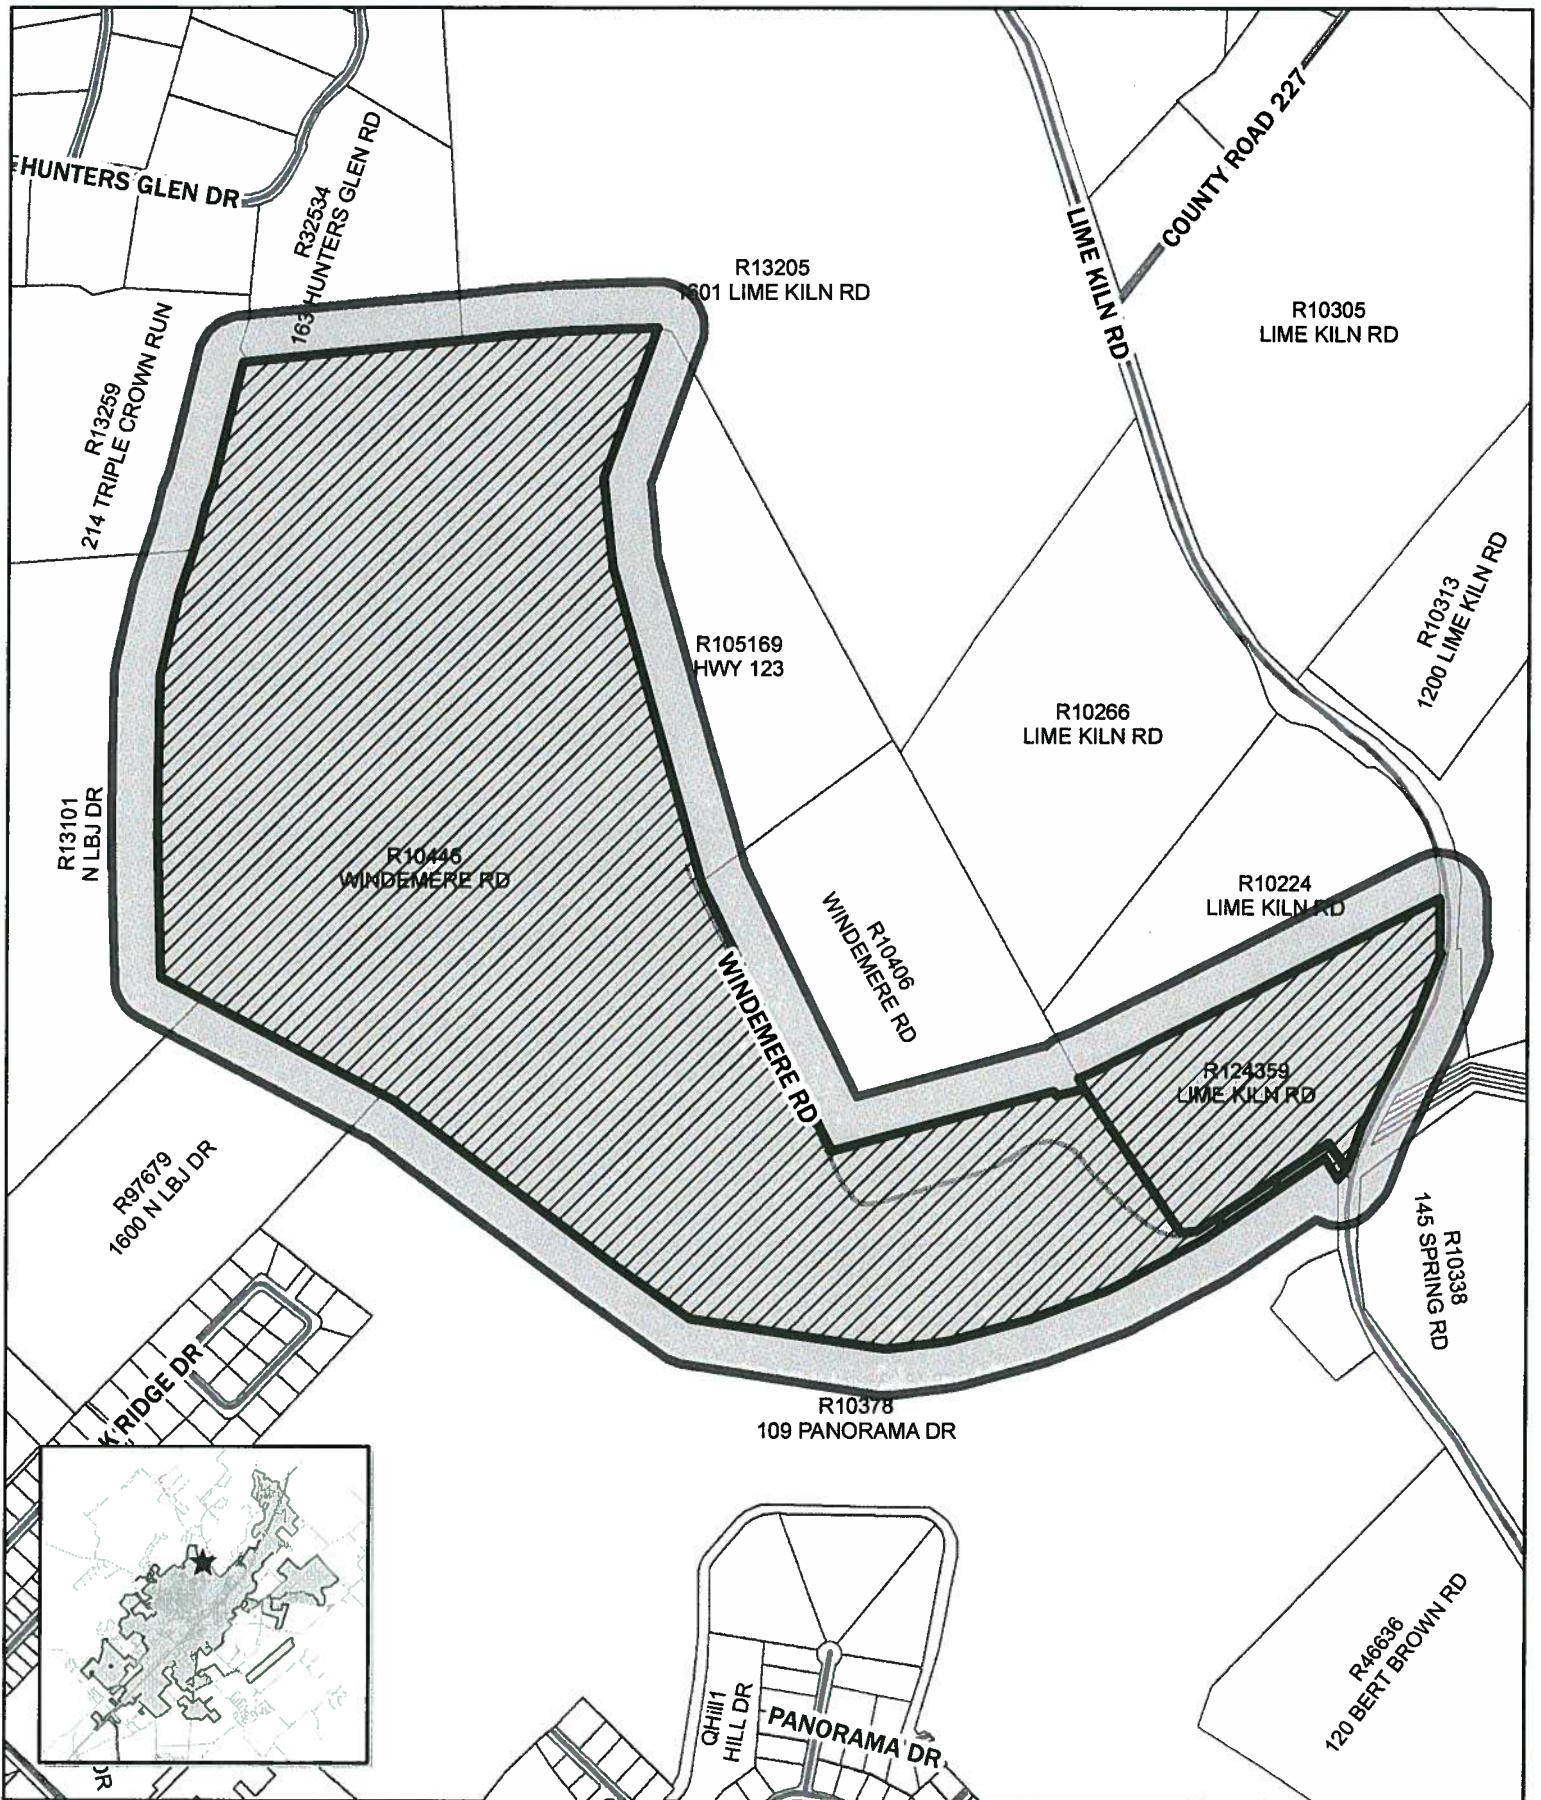 HUNTERS GLEN DR
R32534
163 HUNTERS GLEN RD
COUNTY ROAD 227
LIME KILN RD
R13205
1601 LIME KILN RD
R10305
LIME KILN RD
R13259
214 TRIPLE CROWN RUN
R10313
1200 LIME KILN RD
R105169
HWY 123
R10266
LIME KILN RD
R13101
N LBJ DR
R10446
WINDEMERE RD
R10224
LIME KILN RD
R10406
WINDEMERE RD
WINDEMERE RD
R124359
LIME KILN RD
R97679
1600 N LBJ DR
R10338
145 SPRING RD
K RIDGE DR
R10378
109 PANORAMA DR
R46636
120 BERT BROWN RD
QHill1
HILL DR
PANORAMA DR
DR